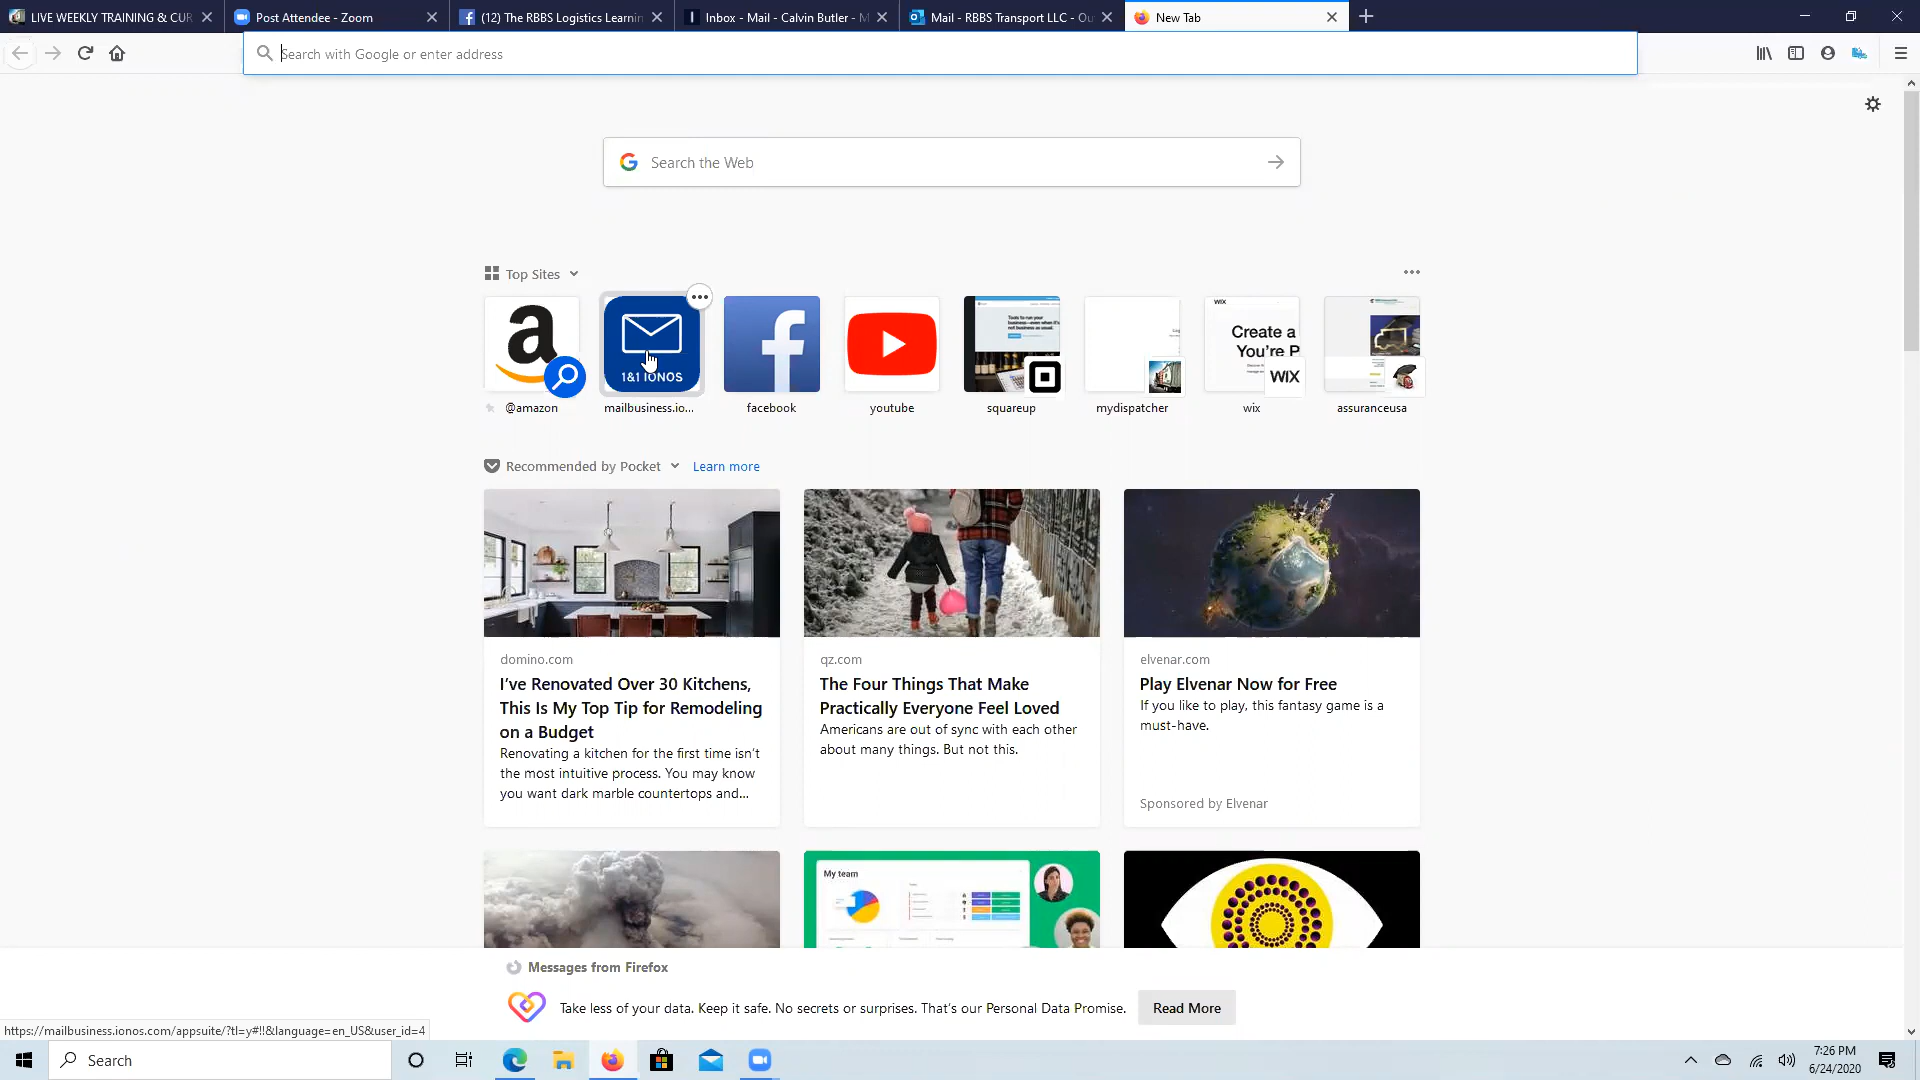 LIVE WEEKLY TRAINING & CUR
Post Attendee - Zoom
(12) The RBBS Logistics Learnin
Inbox - Mail - Calvin Butler - M
Mail - RBBS Transport LLC - Ou
New Tab
Search with Google or enter address
Search the Web
Top Sites
1&1 IONOS
Create a
You're P
WIX
WIX
@amazon
mailbusiness.io...
facebook
youtube
squareup
mydispatcher
wix
assuranceusa
Recommended by Pocket
Learn more
domino.com
I've Renovated Over 30 Kitchens,
This Is My Top Tip for Remodeling
on a Budget
Renovating a kitchen for the first time isn't
the most intuitive process. You may know
you want dark marble countertops and...
qz.com
The Four Things That Make
Practically Everyone Feel Loved
Americans are out of sync with each other
about many things. But not this.
elvenar.com
Play Elvenar Now for Free
If you like to play, this fantasy game is a
must-have.
Sponsored by Elvenar
My team
Messages from Firefox
Take less of your data. Keep it safe. No secrets or surprises. That's our Personal Data Promise.
Read More
https://mailbusiness.ionos.com/appsuite/?tl=y#!!&language=en_US&user_id=4
Search
7:26 PM
6/24/2020